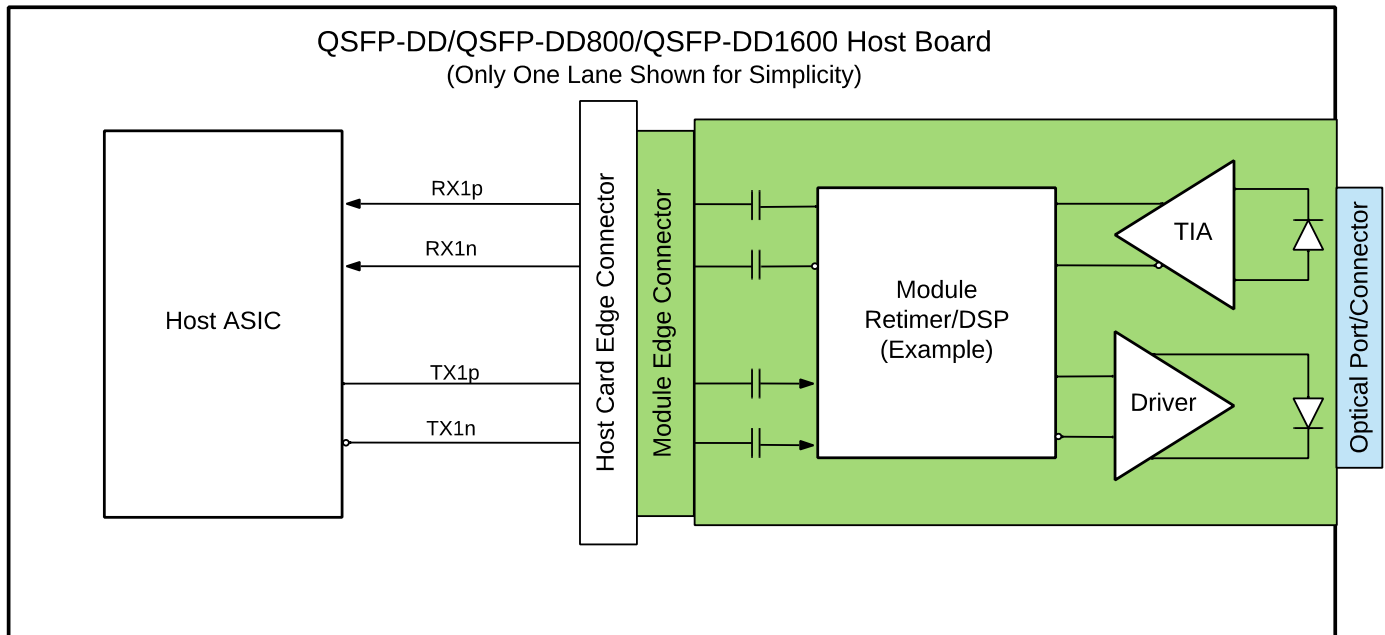 QSFP-DD/QSFP-DD800/QSFP-DD1600 Host Board
(Only One Lane Shown for Simplicity)
Host ASIC
RX1p
RX1n
TX1p
TX1n
Host Card Edge Connector
Module Edge Connector
Module
Retimer/DSP
(Example)
TIA
Driver
Optical Port/Connector